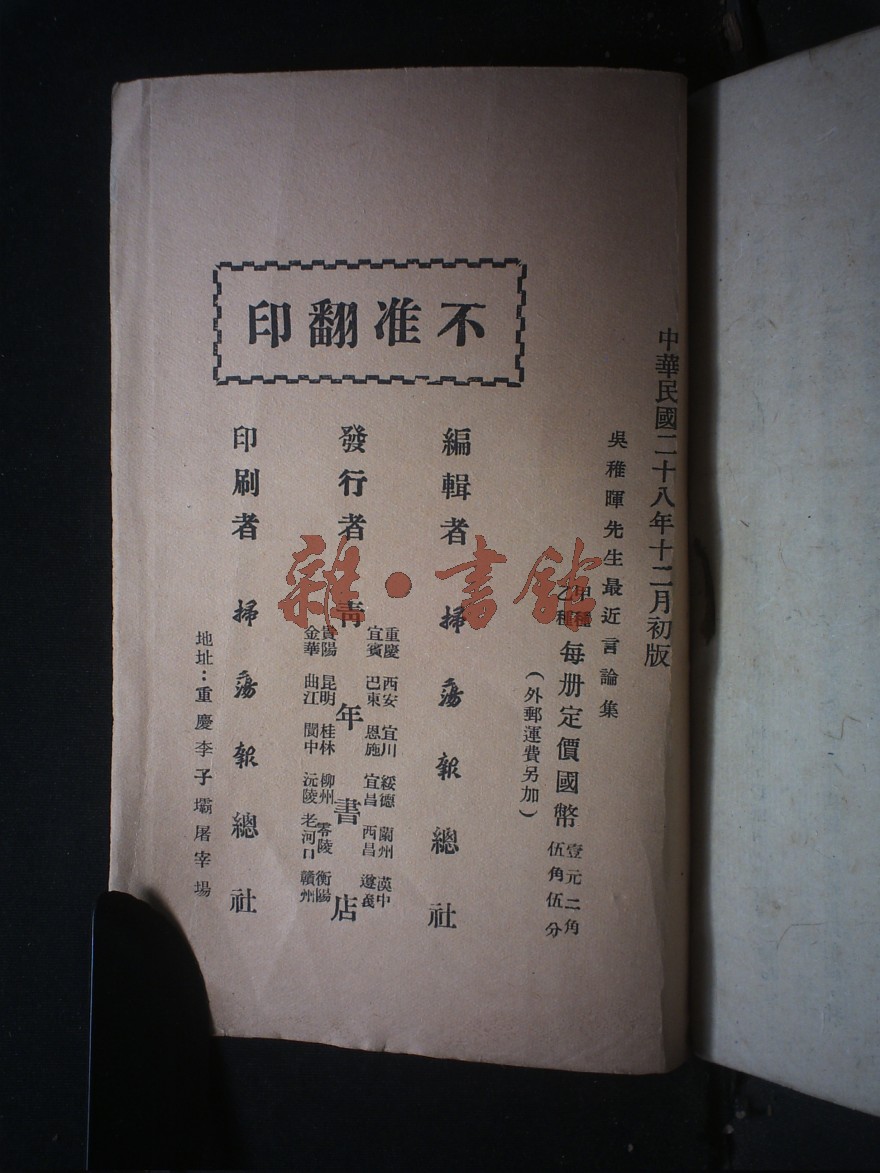 不准翻印
中華民國二十八年十二月初版
吳稚暉先生最近言論集
甲種 每册定價國幣 壹元二角
乙種 伍角伍分
(外郵運費另加)
編輯者 掃蕩報總社
發行者 靑年書店
重慶 西安 宜川 綏德 蘭州 漢中
宜賓 巴東 恩施 宜昌 西昌 遵義
貴陽 昆明 桂林 柳州 零陵 衡陽
金華 曲江 閬中 沅陵 老河口 贛州
印刷者 掃蕩報總社
地址：重慶李子壩屠宰場
雜·書館